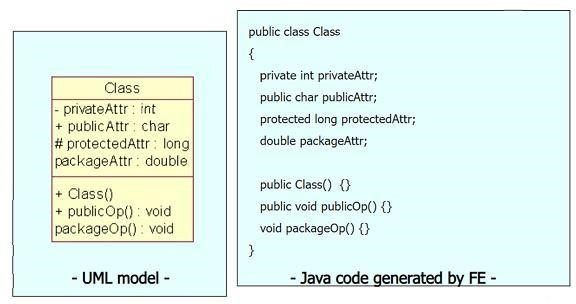 Class
- privateAttr : int
+ publicAttr : char
# protectedAttr : long
packageAttr : double
+ Class()
+ publicOp() : void
packageOp() : void
- UML model -
public class Class
{
private int privateAttr;
public char publicAttr;
protected long protectedAttr;
double packageAttr;
public Class() {}
public void publicOp() {}
void packageOp() {}
}
- Java code generated by FE -